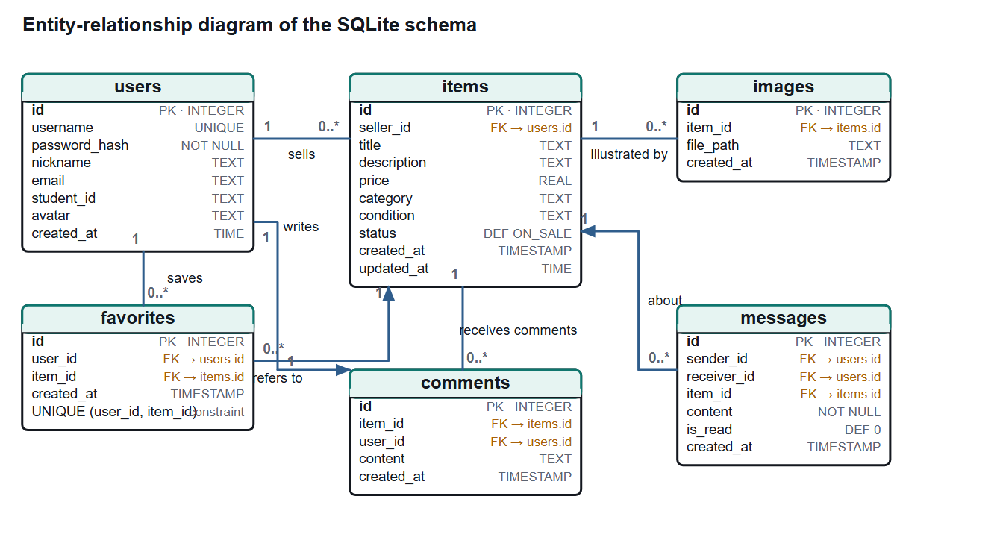 Entity-relationship diagram of the SQLite schema
users
id PK · INTEGER
username UNIQUE
password_hash NOT NULL
nickname TEXT
email TEXT
student_id TEXT
avatar TEXT
created_at TIME
1
1 0..*
sells
items
id PK · INTEGER
seller_id FK → users.id
title TEXT
description TEXT
price REAL
category TEXT
condition TEXT
status DEF ON_SALE
created_at TIMESTAMP
updated_at TIME
1
1 0..*
illustrated by
images
id PK · INTEGER
item_id FK → items.id
file_path TEXT
created_at TIMESTAMP
writes
1
1
saves
0..*
1
receives comments
0..*
about
0..*
favorites
id PK · INTEGER
user_id FK → users.id
item_id FK → items.id
created_at TIMESTAMP
UNIQUE (user_id, item_id) constraint
0..*
1
refers to
comments
id PK · INTEGER
item_id FK → items.id
user_id FK → users.id
content TEXT
created_at TIMESTAMP
messages
id PK · INTEGER
sender_id FK → users.id
receiver_id FK → users.id
item_id FK → items.id
content NOT NULL
is_read DEF 0
created_at TIMESTAMP